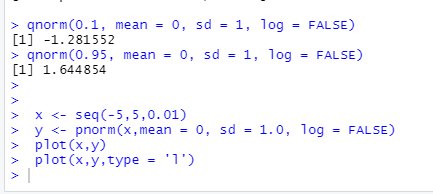 > qnorm(0.1, mean = 0, sd = 1, log = FALSE)
[1] -1.281552
> qnorm(0.95, mean = 0, sd = 1, log = FALSE)
[1] 1.644854
>
>
>  x <- seq(-5,5,0.01)
>  y <- pnorm(x,mean = 0, sd = 1.0, log = FALSE)
>  plot(x,y)
>  plot(x,y,type = 'l')
>